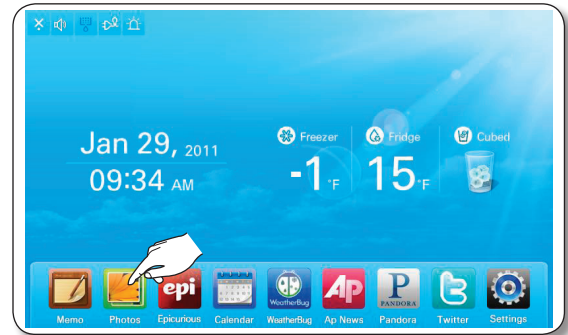 Freezer
Fridge
Cubed
Jan 29, 2011
09:34 AM
-1 °F
15 °F
epi
WeatherBug
AP
P
PANDORA
Memo
Photos
Epicurious
Calendar
WeatherBug
Ap News
Pandora
Twitter
Settings